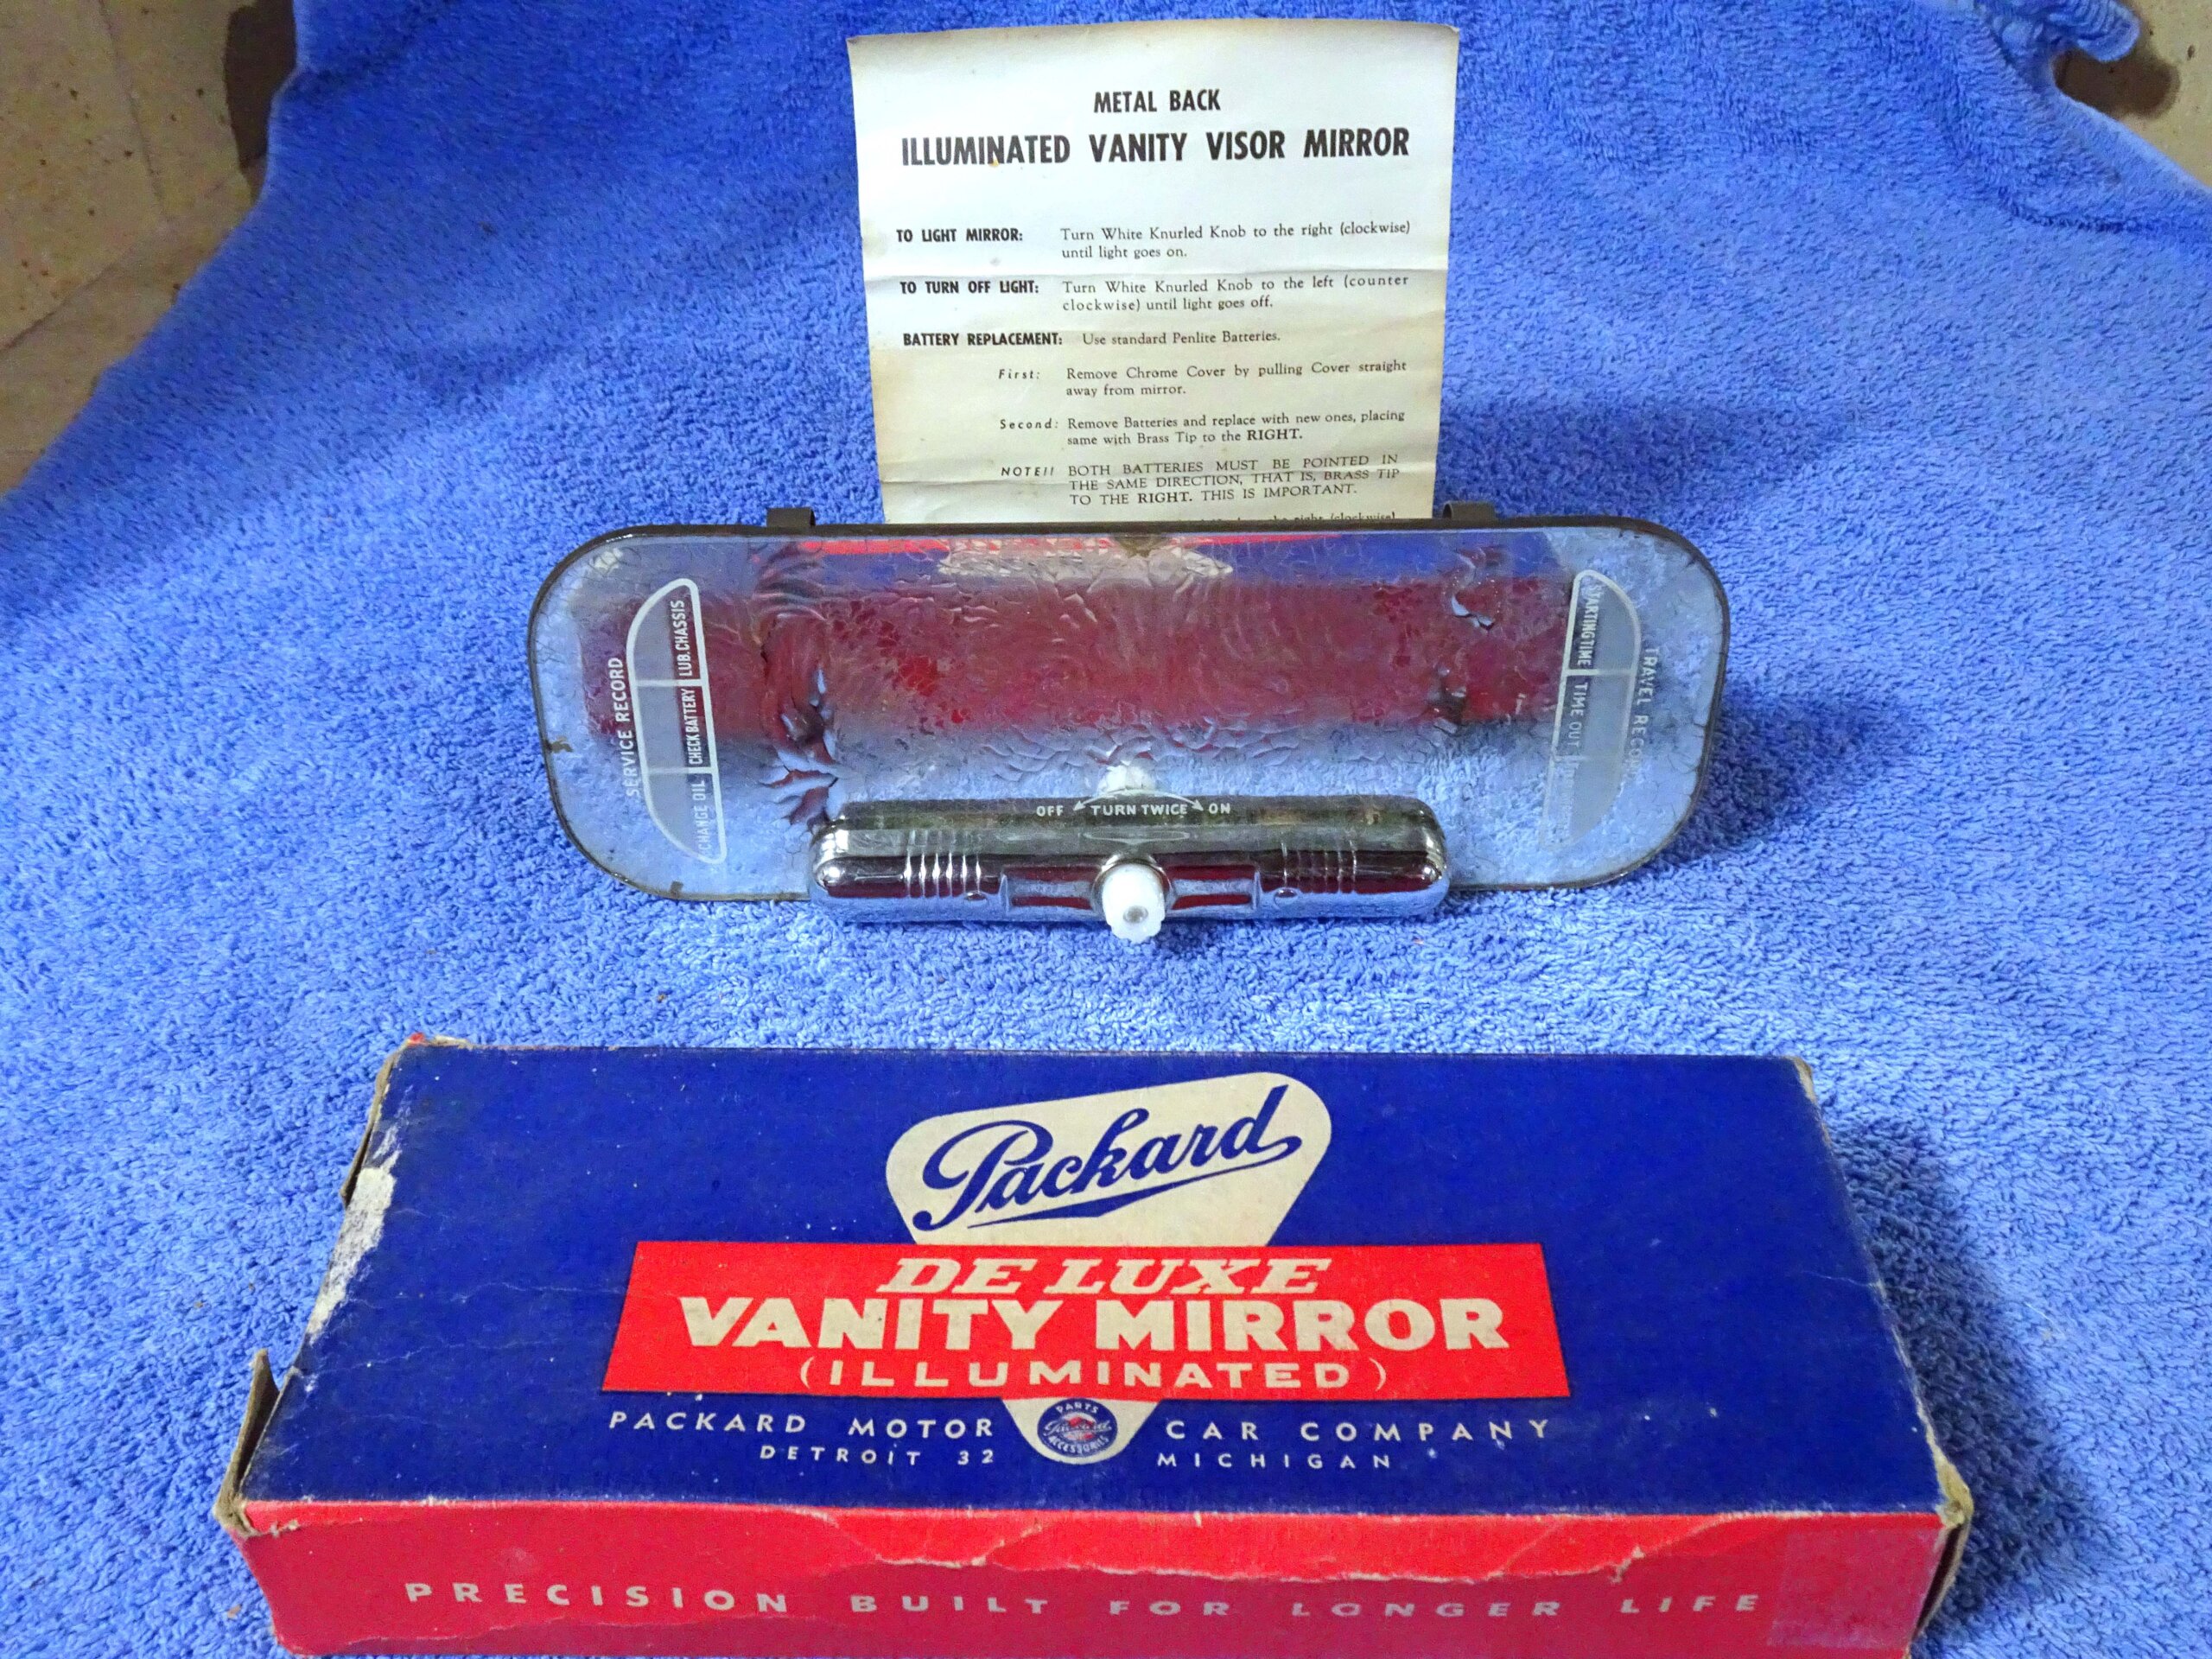 METAL BACK
ILLUMINATED VANITY VISOR MIRROR
TO LIGHT MIRROR: Turn White Knurled Knob to the right (clockwise)
until light goes on.
TO TURN OFF LIGHT: Turn White Knurled Knob to the left (counter
clockwise) until light goes off.
BATTERY REPLACEMENT: Use standard Penlite Batteries.
First: Remove Chrome Cover by pulling Cover straight
away from mirror.
Second: Remove Batteries and replace with new ones, placing
same with Brass Tip to the RIGHT.
NOTE!! BOTH BATTERIES MUST BE POINTED IN
THE SAME DIRECTION, THAT IS, BRASS TIP
TO THE RIGHT. THIS IS IMPORTANT.
right (clockwise)
SERVICE RECORD
CHANGE OIL CHECK BATTERY LUB. CHASSIS
STARTING TIME TIME OUT
TRAVEL RECORD
OFF TURN TWICE ON
Packard
DE LUXE
VANITY MIRROR
(ILLUMINATED)
PACKARD MOTOR CAR COMPANY
DETROIT 32 MICHIGAN
PARTS
Packard
ACCESSORIES
PRECISION BUILT FOR LONGER LIFE